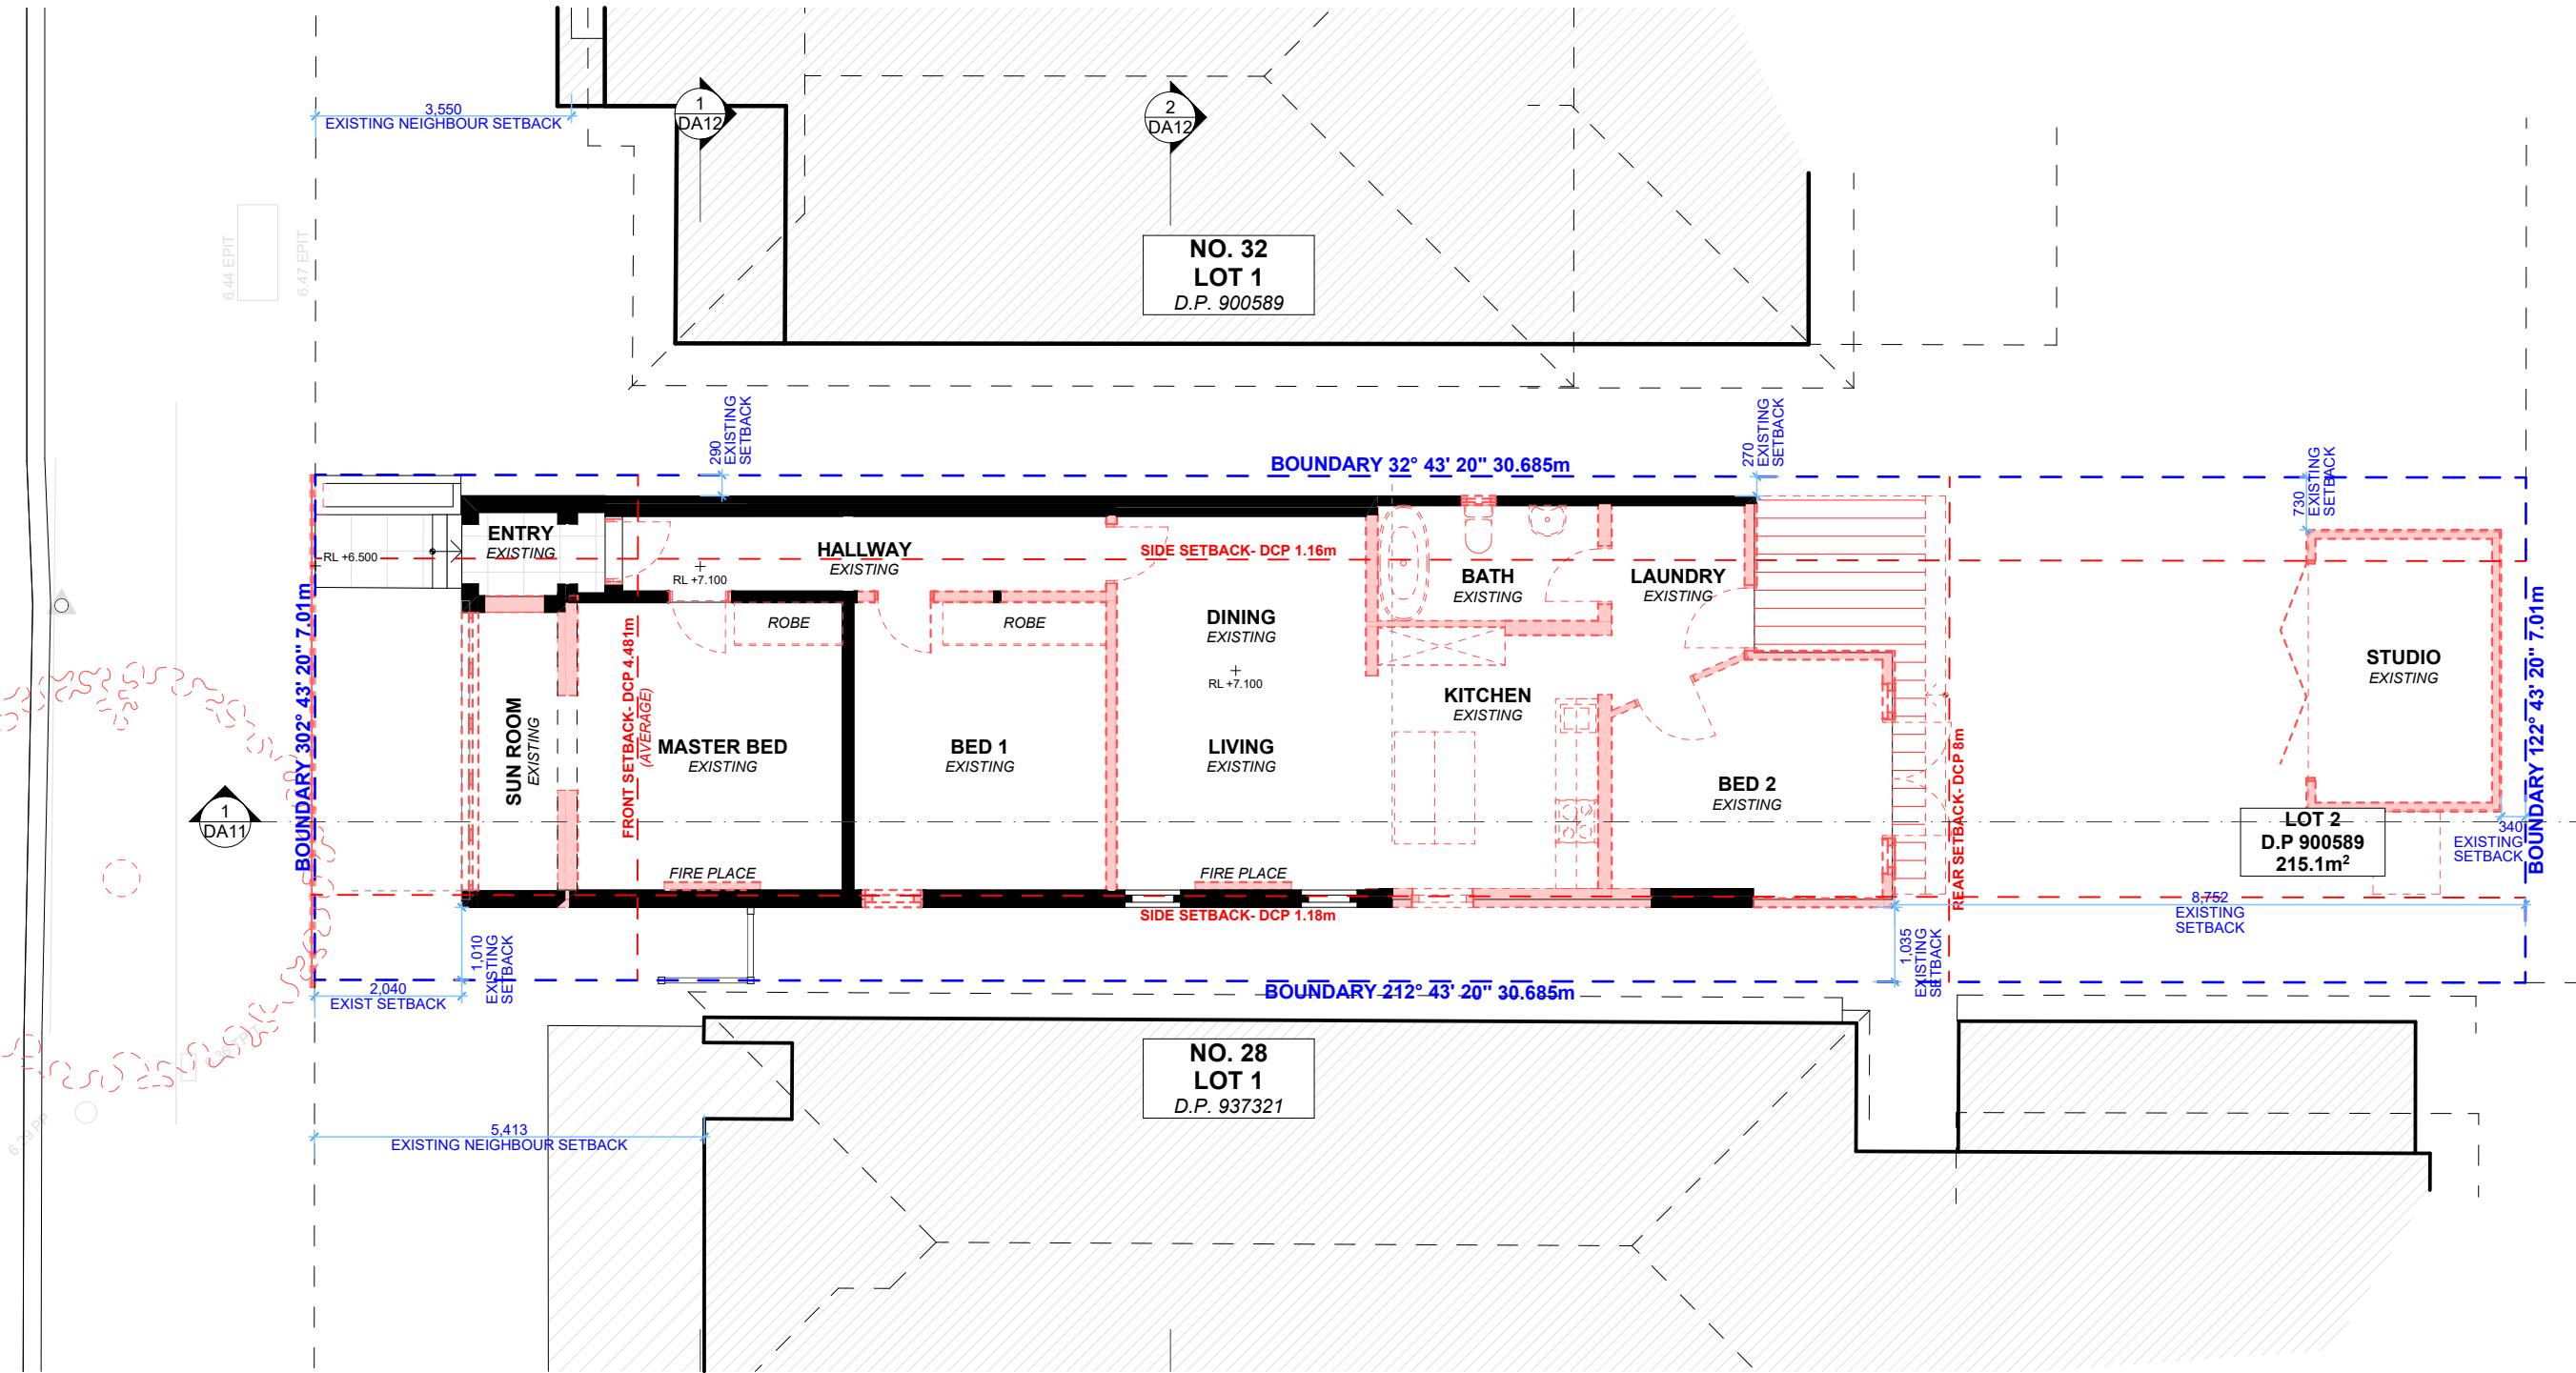 3,550
EXISTING NEIGHBOUR SETBACK
1
DA12
2
DA12
6.44 EPIT
6.47 EPIT
NO. 32
LOT 1
D.P. 900589
290
EXISTING
SETBACK
270
EXISTING
SETBACK
730
EXISTING
SETBACK
BOUNDARY 32° 43' 20" 30.685m
ENTRY
EXISTING
RL +6.500
HALLWAY
EXISTING
RL +7.100
SIDE SETBACK- DCP 1.16m
BATH
EXISTING
LAUNDRY
EXISTING
ROBE
ROBE
DINING
EXISTING
RL +7.100
KITCHEN
EXISTING
STUDIO
EXISTING
BOUNDARY 302° 43' 20" 7.01m
SUN ROOM
EXISTING
FRONT SETBACK- DCP 4.481m
(AVERAGE)
MASTER BED
EXISTING
BED 1
EXISTING
LIVING
EXISTING
BED 2
EXISTING
REAR SETBACK- DCP 8m
BOUNDARY 122° 43' 20" 7.01m
1
DA11
LOT 2
D.P 900589
215.1m²
340
EXISTING
SETBACK
FIRE PLACE
FIRE PLACE
SIDE SETBACK- DCP 1.18m
8,752
EXISTING
SETBACK
1,010
EXISTING
SETBACK
1,035
EXISTING
SETBACK
2,040
EXIST SETBACK
BOUNDARY 212° 43' 20" 30.685m
NO. 28
LOT 1
D.P. 937321
5,413
EXISTING NEIGHBOUR SETBACK